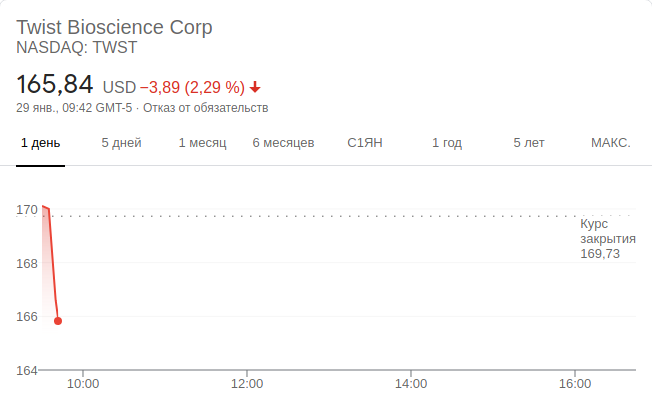 Twist Bioscience Corp
NASDAQ: TWST
165,84 USD −3,89 (2,29 %)
29 янв., 09:42 GMT-5 · Отказ от обязательств
1 день 5 дней 1 месяц 6 месяцев С1ЯН 1 год 5 лет МАКС.
170
Курс
закрытия
169,73
168
166
164
10:00 12:00 14:00 16:00